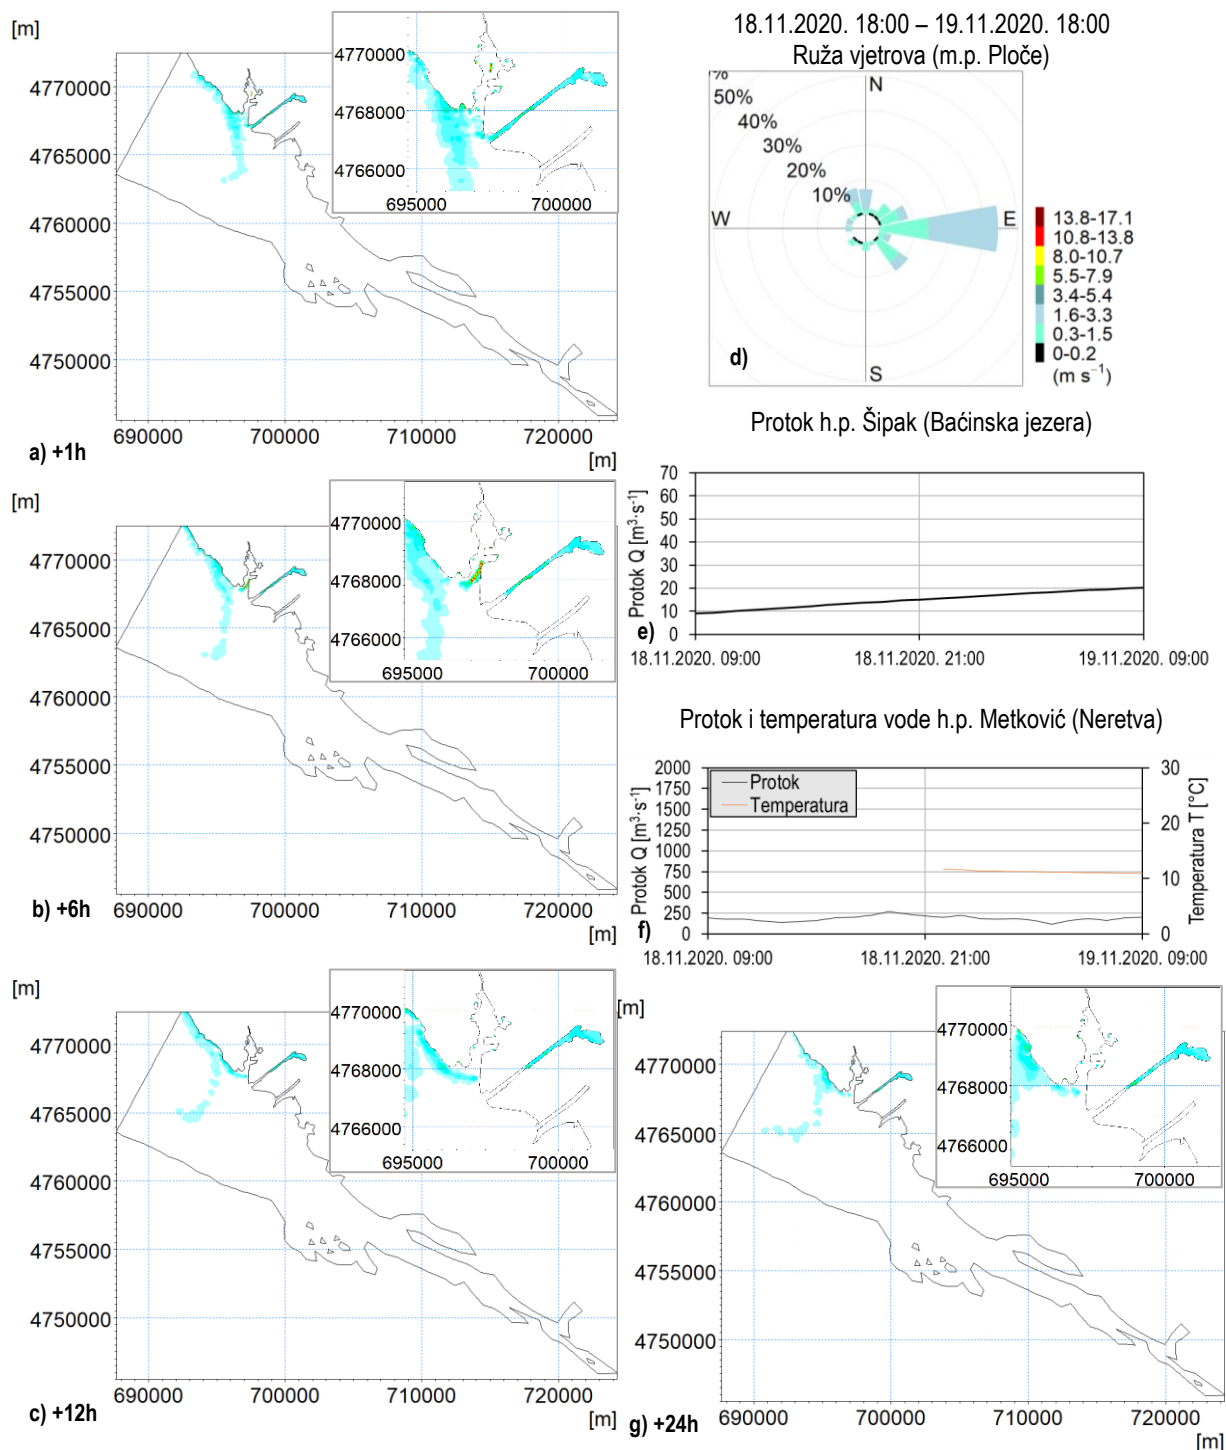 [m]
4770000
4765000
4760000
4755000
4750000
690000 700000 710000 720000
[m]
4770000
4768000
4766000
695000 700000
a) +1h
18.11.2020. 18:00 – 19.11.2020. 18:00
Ruža vjetrova (m.p. Ploče)
%
50%
40%
30%
20%
10%
N
W
E
S
13.8-17.1
10.8-13.8
8.0-10.7
5.5-7.9
3.4-5.4
1.6-3.3
0.3-1.5
0-0.2
(m s⁻¹)
d)
[m]
4770000
4765000
4760000
4755000
4750000
690000 700000 710000 720000
[m]
4770000
4768000
4766000
695000 700000
b) +6h
Protok h.p. Šipak (Baćinska jezera)
Protok Q [m³·s⁻¹]
70
60
50
40
30
20
10
0
18.11.2020. 09:00 18.11.2020. 21:00 19.11.2020. 09:00
e)
Protok i temperatura vode h.p. Metković (Neretva)
Protok Q [m³·s⁻¹]
2000
1750
1500
1250
1000
750
500
250
0
Protok
Temperatura
30
20
10
0
Temperatura T [°C]
18.11.2020. 09:00 18.11.2020. 21:00 19.11.2020. 09:00
f)
[m]
4770000
4765000
4760000
4755000
4750000
690000 700000 710000 720000
[m]
4770000
4768000
4766000
695000 700000
c) +12h
[m]
4770000
4765000
4760000
4755000
4750000
690000 700000 710000 720000
[m]
4770000
4768000
4766000
695000 700000
g) +24h